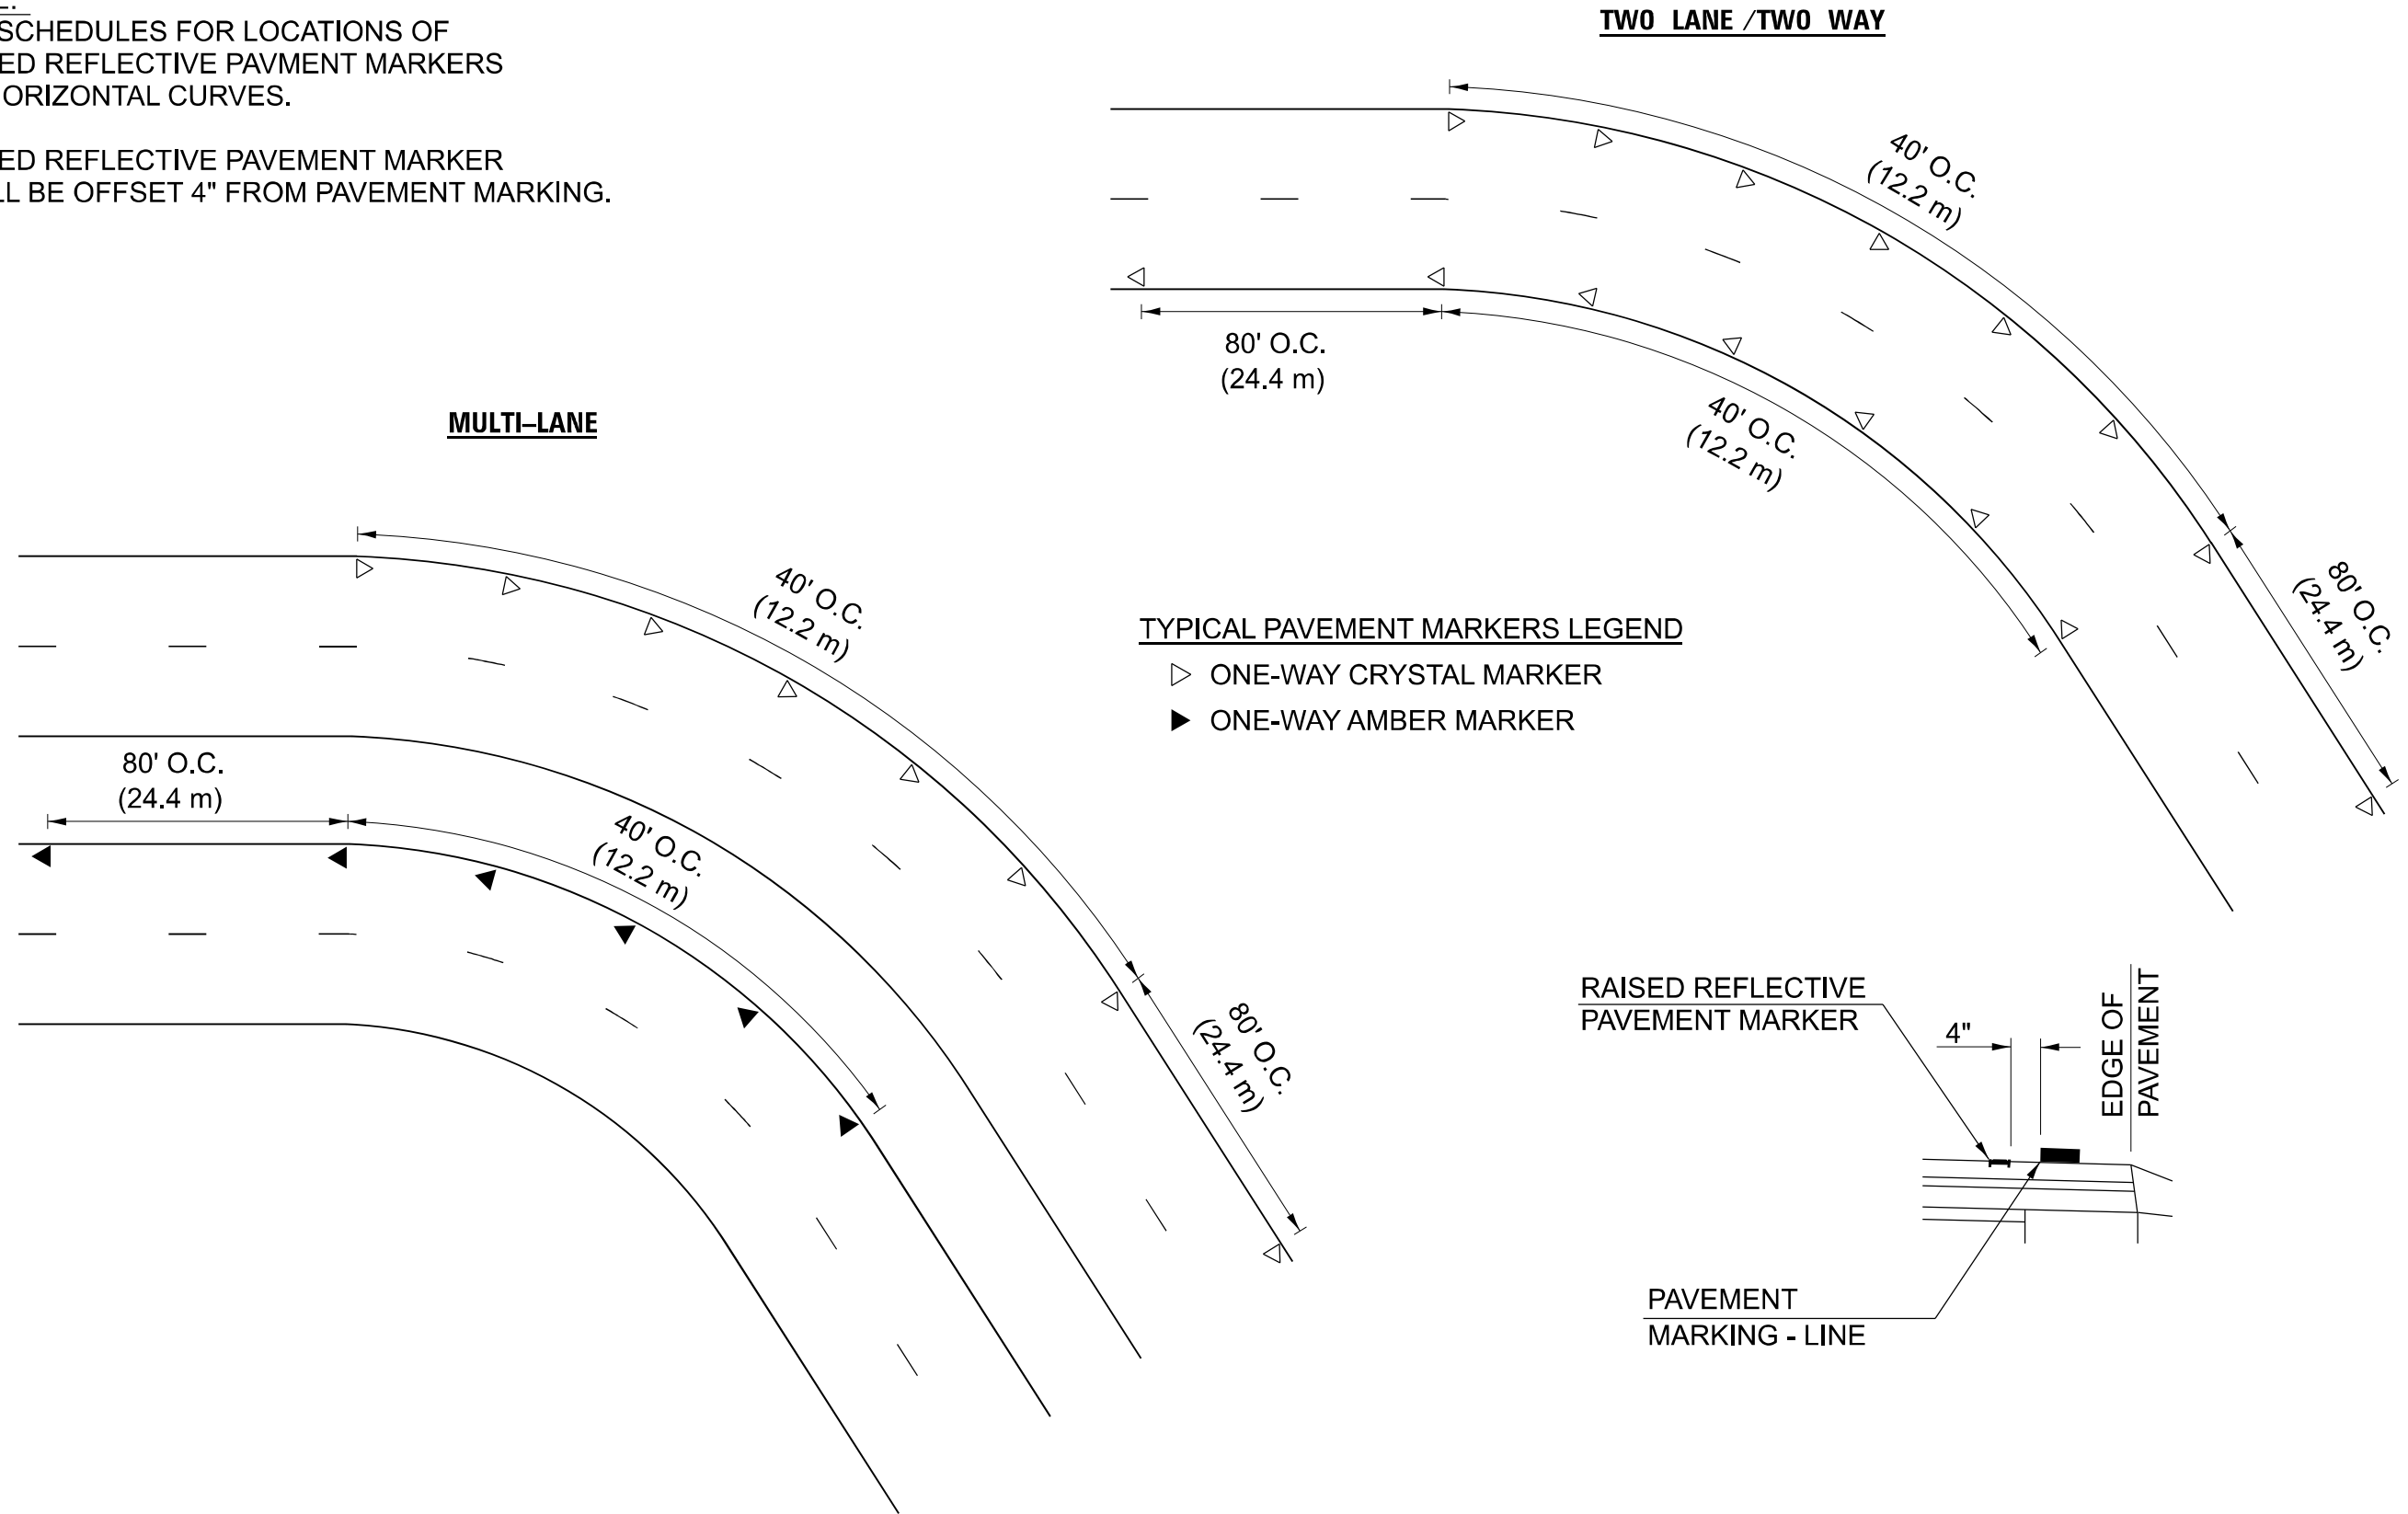 SCHEDULES FOR LOCATIONS OF
ED REFLECTIVE PAVMENT MARKERS
ORIZONTAL CURVES.
ED REFLECTIVE PAVEMENT MARKER
LL BE OFFSET 4" FROM PAVEMENT MARKING.
TWO LANE / TWO WAY
40' O.C.
(12.2 m)
80' O.C.
(24.4 m)
40' O.C.
(12.2 m)
80' O.C.
(24.4 m)
MULTI-LANE
40' O.C.
(12.2 m)
80' O.C.
(24.4 m)
40' O.C.
(12.2 m)
80' O.C.
(24.4 m)
TYPICAL PAVEMENT MARKERS LEGEND
ONE-WAY CRYSTAL MARKER
ONE-WAY AMBER MARKER
RAISED REFLECTIVE
PAVEMENT MARKER
4"
EDGE OF
PAVEMENT
PAVEMENT
MARKING - LINE